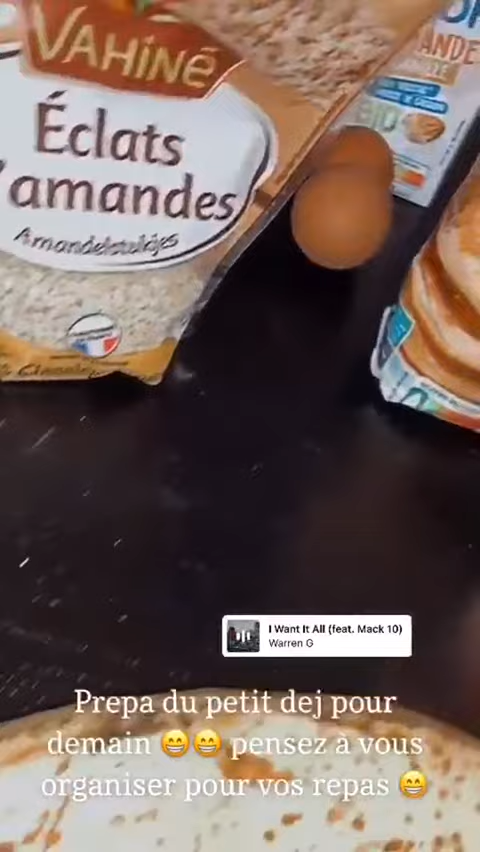 VAHINé
Éclats
d'amandes
Amandelstukjes
ANDE
BIO
I Want It All (feat. Mack 10)
Warren G
Prepa du petit dej pour
demain 😁😁 pensez à vous
organiser pour vos repas 😁